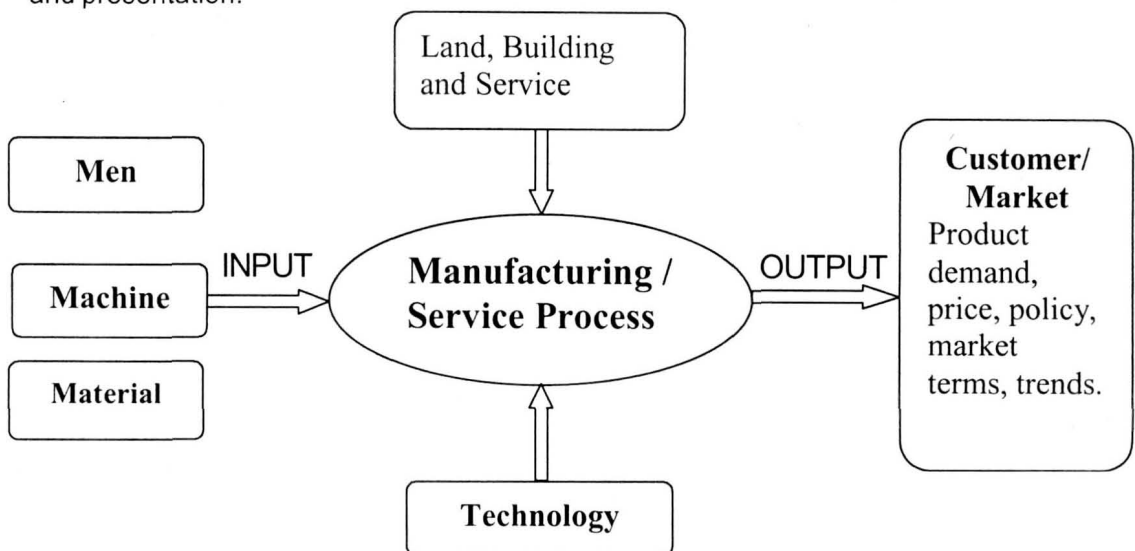 and presentation.
Land, Building
and Service
Men
Machine
Material
INPUT
Manufacturing /
Service Process
OUTPUT
Customer/
Market
Product
demand,
price, policy,
market
terms, trends.
Technology